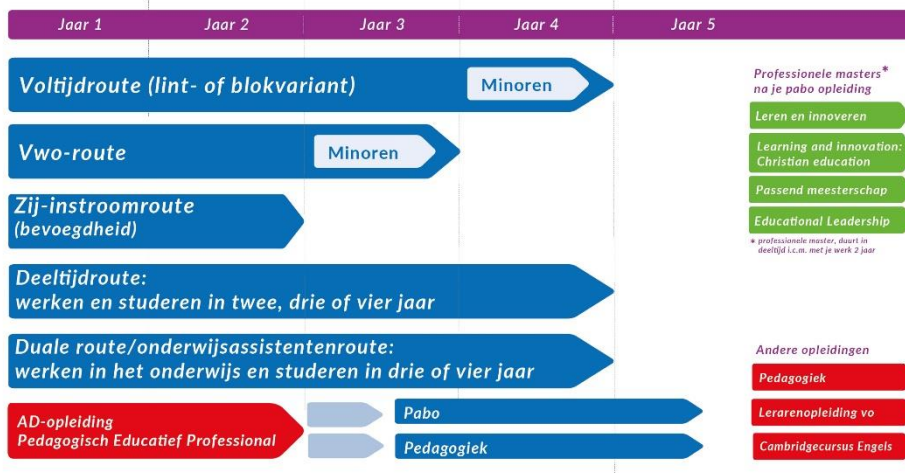 Jaar 1
Jaar 2
Jaar 3
Jaar 4
Jaar 5
Voltijdroute (lint- of blokvariant)
Minoren
Vwo-route
Minoren
Zij-instroomroute
(bevoegdheid)
Deeltijdroute:
werken en studeren in twee, drie of vier jaar
Duale route/onderwijsassistentenroute:
werken in het onderwijs en studeren in drie of vier jaar
AD-opleiding
Pedagogisch Educatief Professional
Pabo
Pedagogiek
Professionele masters*
na je pabo opleiding
Leren en innoveren
Learning and innovation:
Christian education
Passend meesterschap
Educational Leadership
* professionele master, duurt in
deeltijd i.c.m. met je werk 2 jaar
Andere opleidingen
Pedagogiek
Lerarenopleiding vo
Cambridgecursus Engels